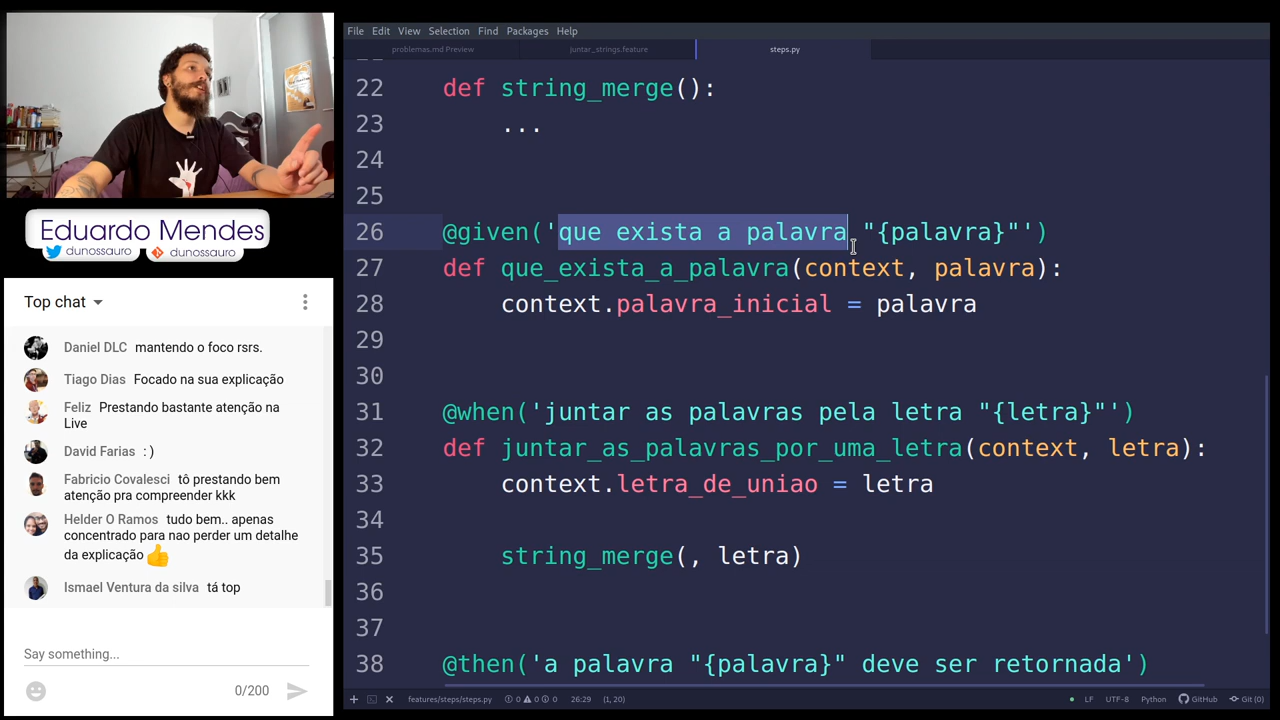 Eduardo Mendes
dunossauro
dunossauro
Top chat
Daniel DLC mantendo o foco rsrs.
Tiago Dias Focado na sua explicação
Feliz Prestando bastante atenção na
Live
David Farias : )
Fabricio Covalesci tô prestando bem
atenção pra compreender kkk
Helder O Ramos tudo bem.. apenas
concentrado para nao perder um detalhe
da explicação
Ismael Ventura da silva tá top
Say something...
0/200
File Edit View Selection Find Packages Help
problemas.md Preview juntar_strings.feature steps.py
22 def string_merge():
23 ...
24
25
26 @given('que exista a palavra "{palavra}"')
27 def que_exista_a_palavra(context, palavra):
28 context.palavra_inicial = palavra
29
30
31 @when('juntar as palavras pela letra "{letra}"')
32 def juntar_as_palavras_por_uma_letra(context, letra):
33 context.letra_de_uniao = letra
34
35 string_merge(, letra)
36
37
38 @then('a palavra "{palavra}" deve ser retornada')
features/steps/steps.py 0 0 0 26:29 (1, 20) LF UTF-8 Python GitHub Git (0)